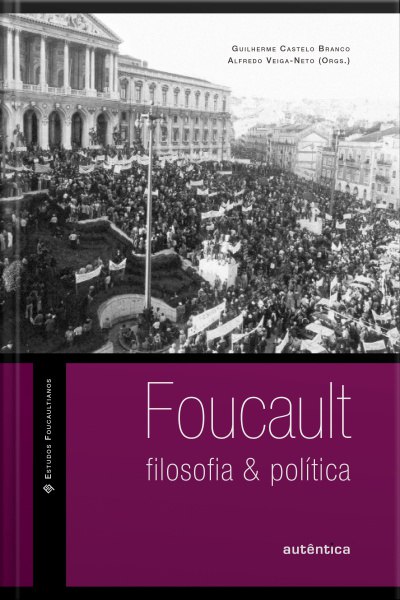 Guilherme Castelo Branco
Alfredo Veiga-Neto (Orgs.)
Estudos Foucaultianos
Foucault
filosofia & política
autêntica